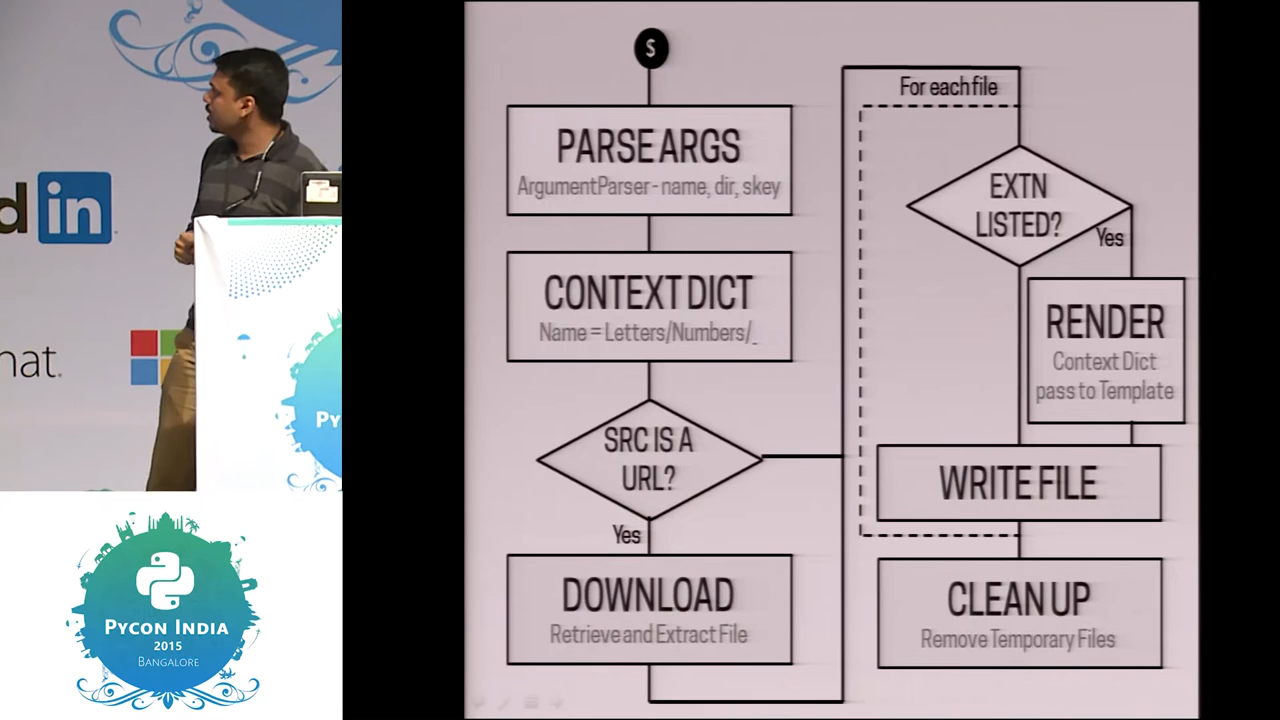 d in
hat.
Py
PYCON INDIA
2015
BANGALORE
S
PARSE ARGS
ArgumentParser - name, dir, skey
CONTEXT DICT
Name = Letters/Numbers/_
SRC IS A
URL?
Yes
DOWNLOAD
Retrieve and Extract File
For each file
EXTN
LISTED?
Yes
RENDER
Context Dict
pass to Template
WRITE FILE
CLEAN UP
Remove Temporary Files